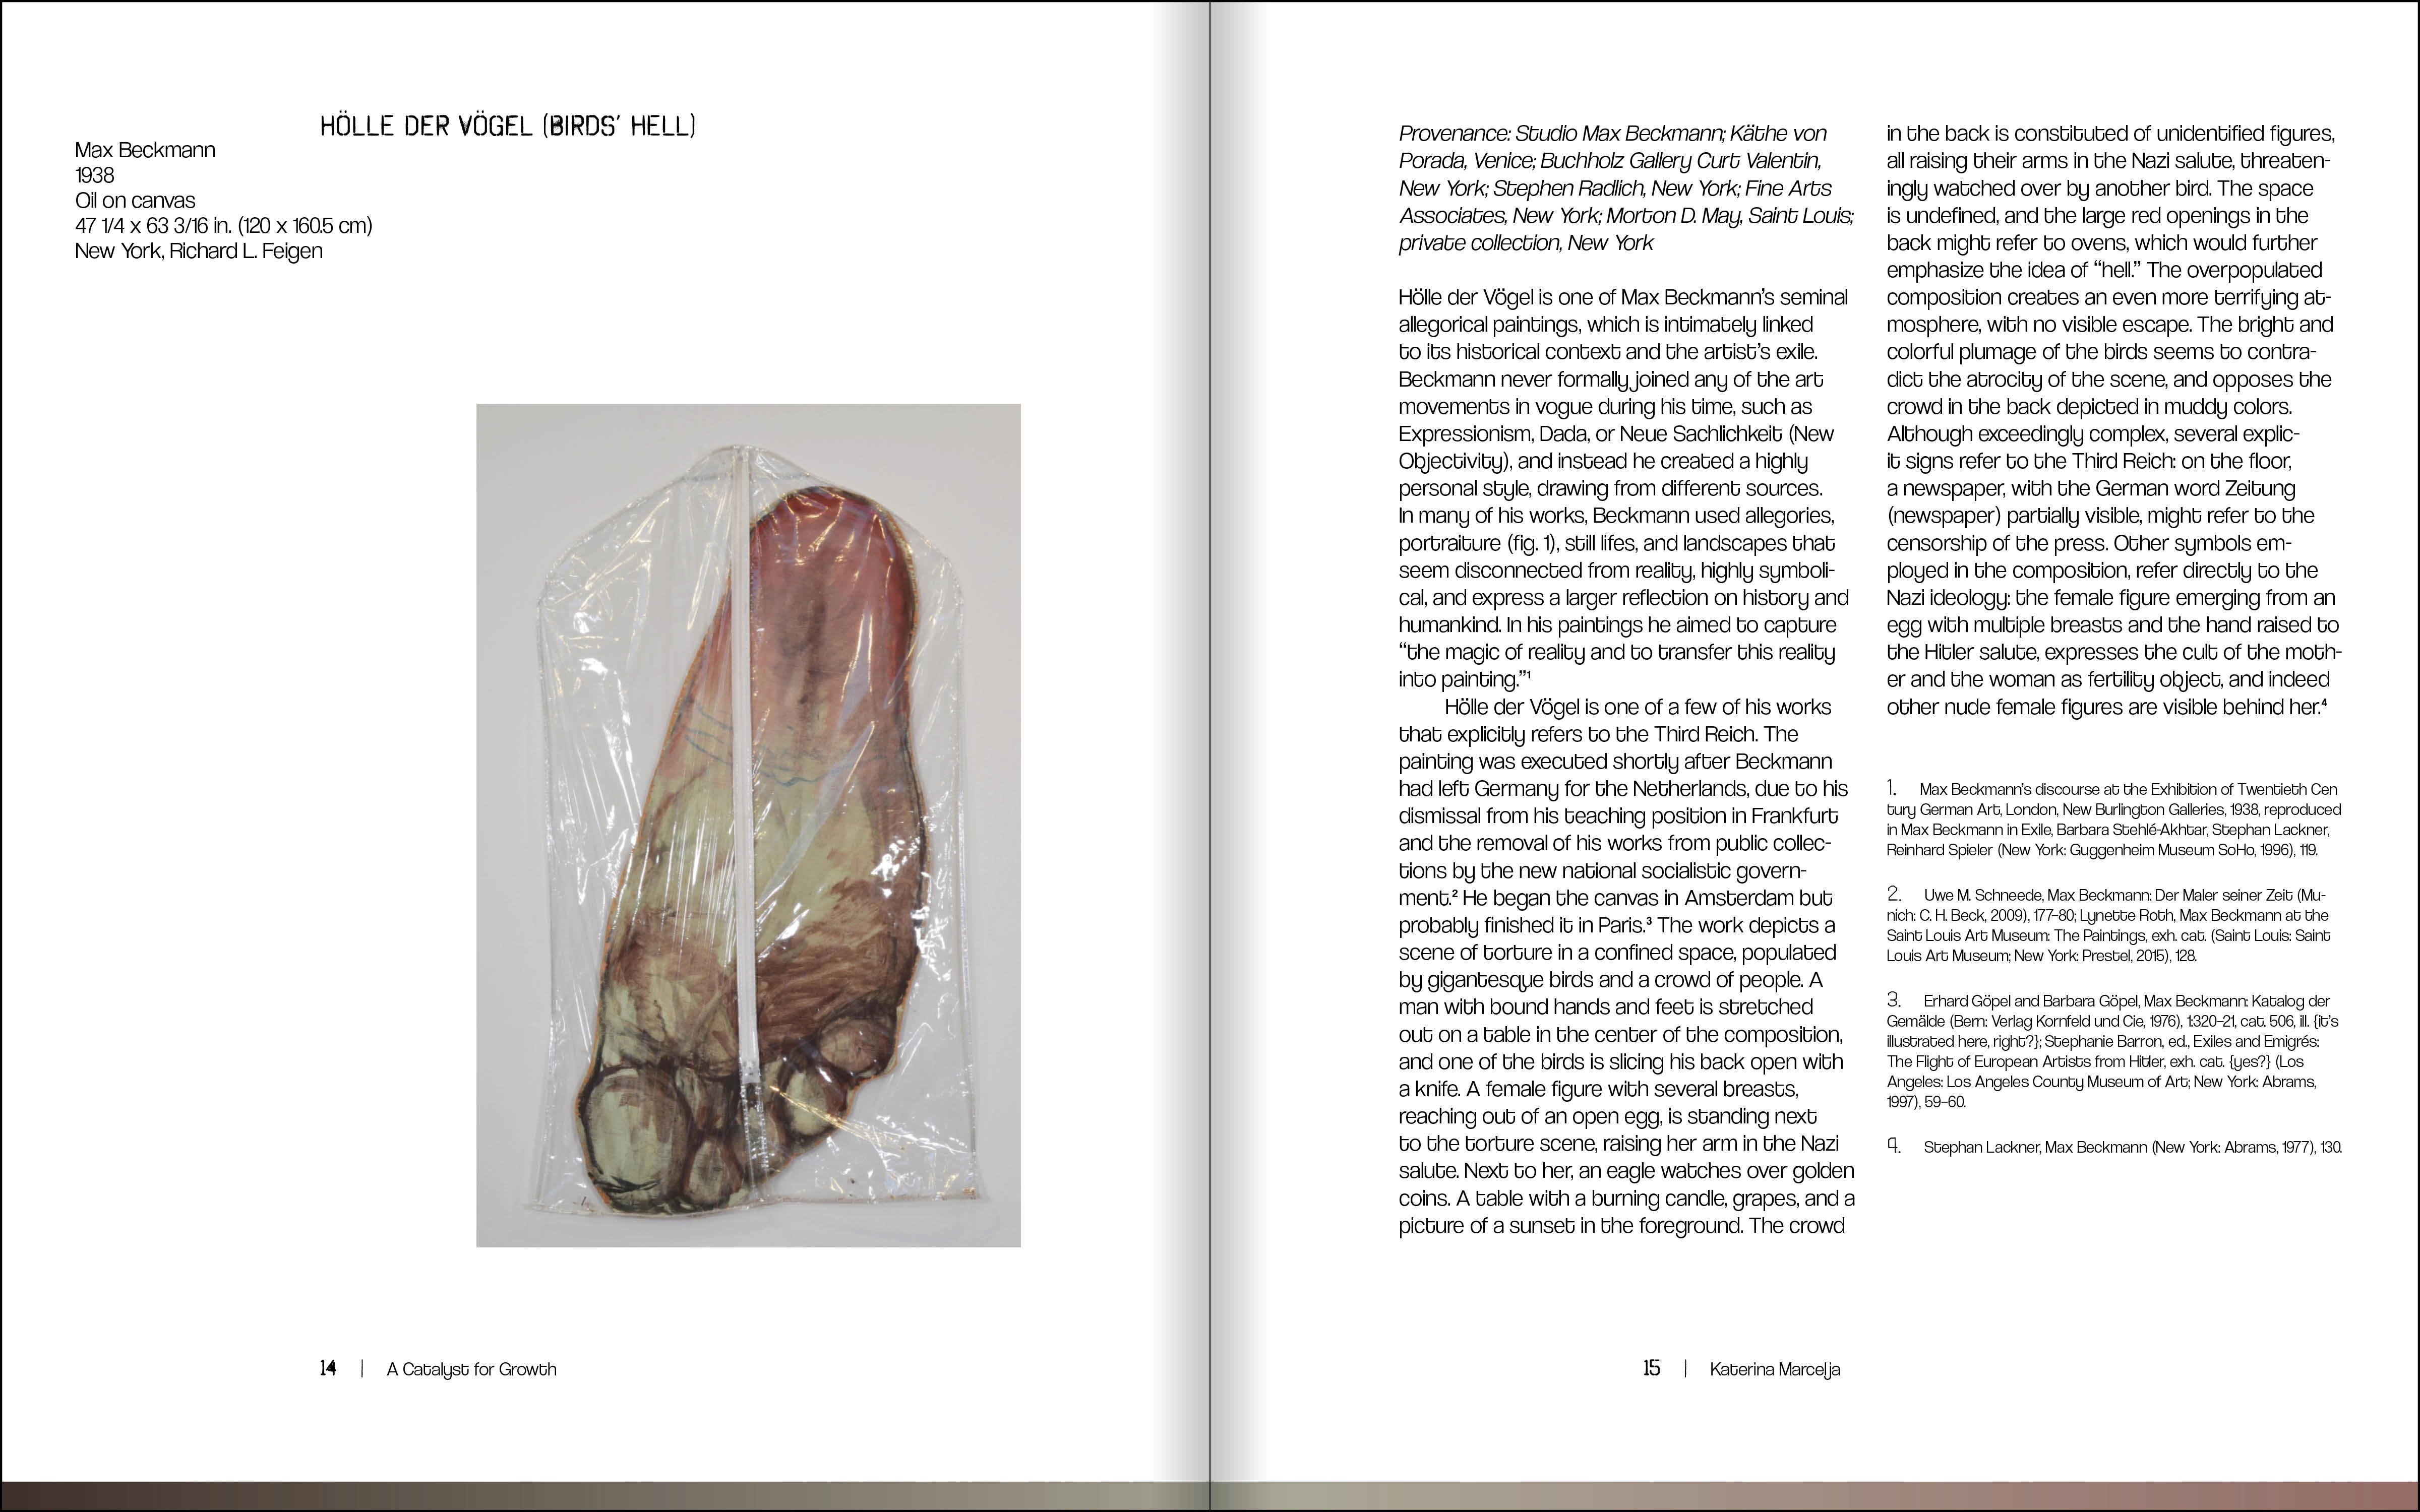 HÖLLE DER VÖGEL (BIRDS' HELL)
Max Beckmann
1938
Oil on canvas
47 1/4 x 63 3/16 in. (120 x 160.5 cm)
New York, Richard L. Feigen
14 | A Catalyst for Growth
Provenance: Studio Max Beckmann; Käthe von
Porada, Venice; Buchholz Gallery Curt Valentin,
New York; Stephen Radlich, New York; Fine Arts
Associates, New York; Morton D. May, Saint Louis;
private collection, New York
Hölle der Vögel is one of Max Beckmann's seminal
allegorical paintings, which is intimately linked
to its historical context and the artist's exile.
Beckmann never formally joined any of the art
movements in vogue during his time, such as
Expressionism, Dada, or Neue Sachlichkeit (New
Objectivity), and instead he created a highly
personal style, drawing from different sources.
In many of his works, Beckmann used allegories,
portraiture (fig. 1), still lifes, and landscapes that
seem disconnected from reality, highly symboli-
cal, and express a larger reflection on history and
humankind. In his paintings he aimed to capture
“the magic of reality and to transfer this reality
into painting.”¹
Hölle der Vögel is one of a few of his works
that explicitly refers to the Third Reich. The
painting was executed shortly after Beckmann
had left Germany for the Netherlands, due to his
dismissal from his teaching position in Frankfurt
and the removal of his works from public collec-
tions by the new national socialistic govern-
ment.² He began the canvas in Amsterdam but
probably finished it in Paris.³ The work depicts a
scene of torture in a confined space, populated
by gigantesque birds and a crowd of people. A
man with bound hands and feet is stretched
out on a table in the center of the composition,
and one of the birds is slicing his back open with
a knife. A female figure with several breasts,
reaching out of an open egg, is standing next
to the torture scene, raising her arm in the Nazi
salute. Next to her, an eagle watches over golden
coins. A table with a burning candle, grapes, and a
picture of a sunset in the foreground. The crowd
in the back is constituted of unidentified figures,
all raising their arms in the Nazi salute, threaten-
ingly watched over by another bird. The space
is undefined, and the large red openings in the
back might refer to ovens, which would further
emphasize the idea of “hell.” The overpopulated
composition creates an even more terrifying at-
mosphere, with no visible escape. The bright and
colorful plumage of the birds seems to contra-
dict the atrocity of the scene, and opposes the
crowd in the back depicted in muddy colors.
Although exceedingly complex, several explic-
it signs refer to the Third Reich: on the floor,
a newspaper, with the German word Zeitung
(newspaper) partially visible, might refer to the
censorship of the press. Other symbols em-
ployed in the composition, refer directly to the
Nazi ideology: the female figure emerging from an
egg with multiple breasts and the hand raised to
the Hitler salute, expresses the cult of the moth-
er and the woman as fertility object, and indeed
other nude female figures are visible behind her.⁴
1. Max Beckmann's discourse at the Exhibition of Twentieth Cen
tury German Art, London, New Burlington Galleries, 1938, reproduced
in Max Beckmann in Exile, Barbara Stehlé-Akhtar, Stephan Lackner,
Reinhard Spieler (New York: Guggenheim Museum SoHo, 1996), 119.
2. Uwe M. Schneede, Max Beckmann: Der Maler seiner Zeit (Mu-
nich: C. H. Beck, 2009), 177–80; Lynette Roth, Max Beckmann at the
Saint Louis Art Museum: The Paintings, exh. cat. (Saint Louis: Saint
Louis Art Museum; New York: Prestel, 2015), 128.
3. Erhard Göpel and Barbara Göpel, Max Beckmann: Katalog der
Gemälde (Bern: Verlag Kornfeld und Cie, 1976), 1:320–21, cat. 506, ill. {it's
illustrated here, right?}; Stephanie Barron, ed., Exiles and Emigrés:
The Flight of European Artists from Hitler, exh. cat. {yes?} (Los
Angeles: Los Angeles County Museum of Art; New York: Abrams,
1997), 59–60.
4. Stephan Lackner, Max Beckmann (New York: Abrams, 1977), 130.
15 | Katerina Marcelja